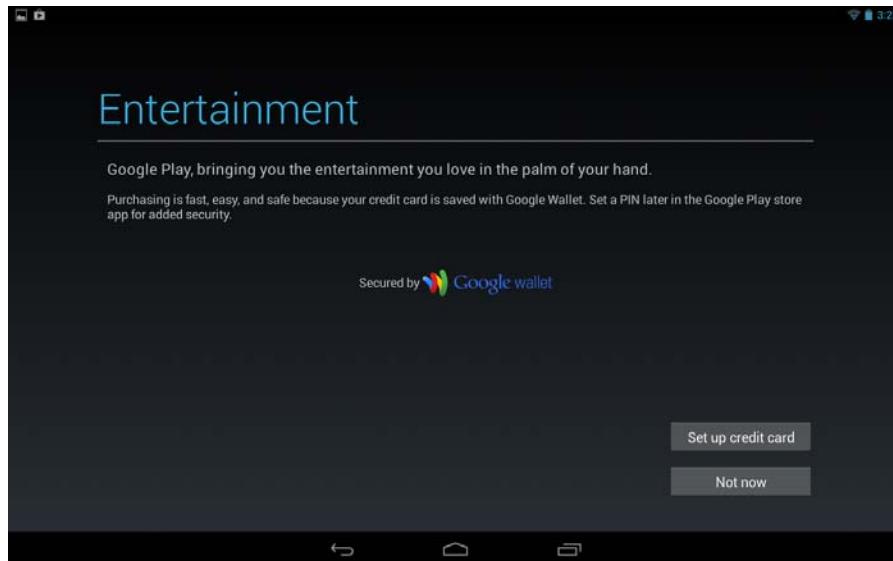 3:2
Entertainment
Google Play, bringing you the entertainment you love in the palm of your hand.
Purchasing is fast, easy, and safe because your credit card is saved with Google Wallet. Set a PIN later in the Google Play store
app for added security.
Secured by Google wallet
Set up credit card
Not now